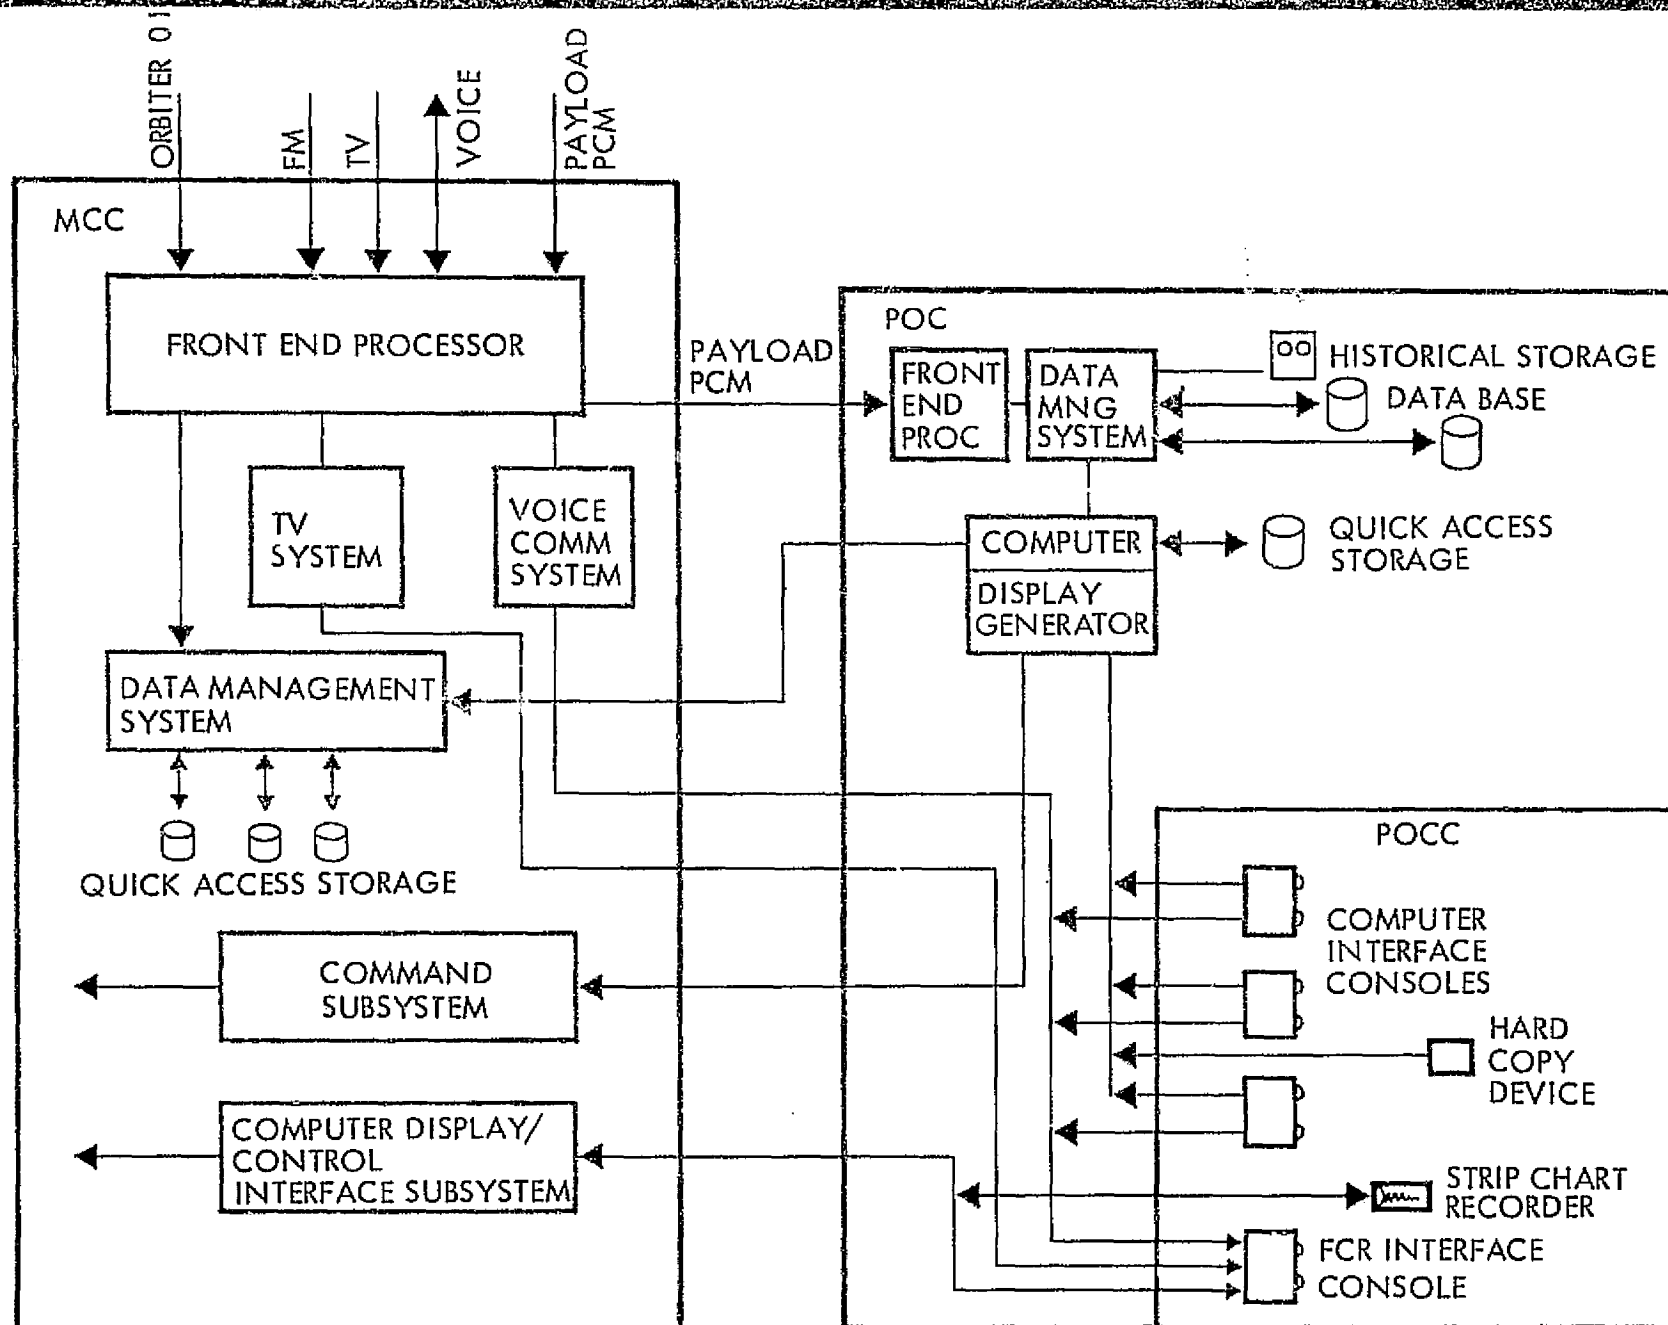 ORBITER 01
FM
TV
VOICE
PAYLOAD
PCM
MCC
FRONT END PROCESSOR
PAYLOAD
PCM
POC
FRONT
END
PROC
DATA
MNG
SYSTEM
HISTORICAL STORAGE
DATA BASE
TV
SYSTEM
VOICE
COMM
SYSTEM
COMPUTER
QUICK ACCESS
STORAGE
DISPLAY
GENERATOR
DATA MANAGEMENT
SYSTEM
QUICK ACCESS STORAGE
POCC
COMPUTER
INTERFACE
CONSOLES
COMMAND
SUBSYSTEM
HARD
COPY
DEVICE
COMPUTER DISPLAY/
CONTROL
INTERFACE SUBSYSTEM
STRIP CHART
RECORDER
FCR INTERFACE
CONSOLE